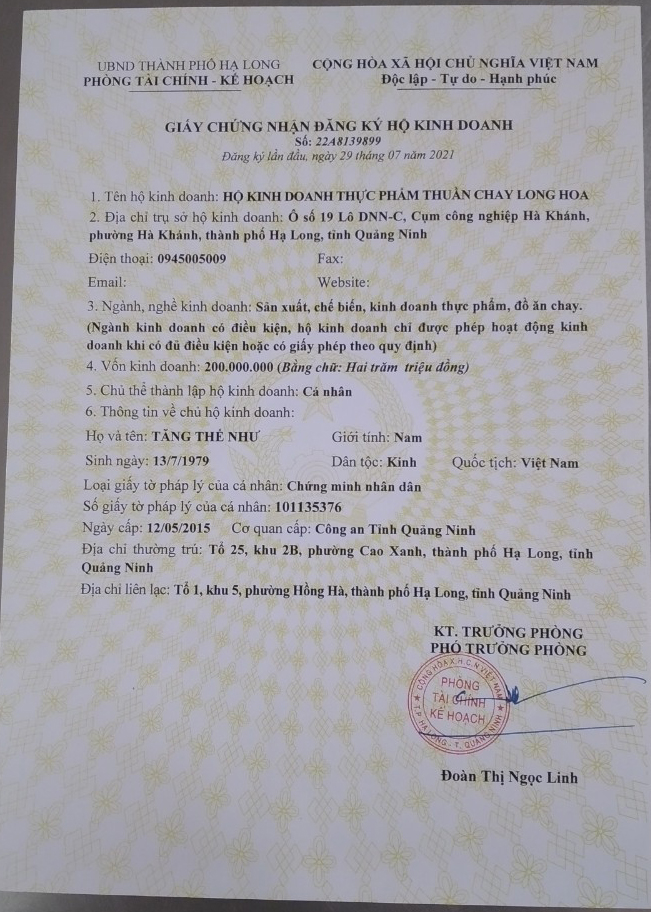 UBND THÀNH PHỐ HẠ LONG
PHÒNG TÀI CHÍNH - KẾ HOẠCH
CỘNG HÒA XÃ HỘI CHỦ NGHĨA VIỆT NAM
Độc lập - Tự do - Hạnh phúc
GIẤY CHỨNG NHẬN ĐĂNG KÝ HỘ KINH DOANH
Số: 22A8139899
Đăng ký lần đầu, ngày 29 tháng 07 năm 2021
1. Tên hộ kinh doanh: HỘ KINH DOANH THỰC PHẨM THUẦN CHAY LONG HOA
2. Địa chỉ trụ sở hộ kinh doanh: Ô số 19 Lô DNN-C, Cụm công nghiệp Hà Khánh,
phường Hà Khánh, thành phố Hạ Long, tỉnh Quảng Ninh
Điện thoại: 0945005009 Fax:
Email: Website:
3. Ngành, nghề kinh doanh: Sản xuất, chế biến, kinh doanh thực phẩm, đồ ăn chay.
(Ngành kinh doanh có điều kiện, hộ kinh doanh chỉ được phép hoạt động kinh
doanh khi có đủ điều kiện hoặc có giấy phép theo quy định)
4. Vốn kinh doanh: 200.000.000 (Bằng chữ: Hai trăm triệu đồng)
5. Chủ thể thành lập hộ kinh doanh: Cá nhân
6. Thông tin về chủ hộ kinh doanh:
Họ và tên: TĂNG THẾ NHƯ Giới tính: Nam
Sinh ngày: 13/7/1979 Dân tộc: Kinh Quốc tịch: Việt Nam
Loại giấy tờ pháp lý của cá nhân: Chứng minh nhân dân
Số giấy tờ pháp lý của cá nhân: 101135376
Ngày cấp: 12/05/2015 Cơ quan cấp: Công an Tỉnh Quảng Ninh
Địa chỉ thường trú: Tổ 25, khu 2B, phường Cao Xanh, thành phố Hạ Long, tỉnh
Quảng Ninh
Địa chỉ liên lạc: Tổ 1, khu 5, phường Hồng Hà, thành phố Hạ Long, tỉnh Quảng Ninh
KT. TRƯỞNG PHÒNG
PHÓ TRƯỞNG PHÒNG
CỘNG HÒA X.H.C.N VIỆT NAM
PHÒNG
TÀI CHÍNH
KẾ HOẠCH
T.P HẠ LONG - T. QUẢNG NINH
Đoàn Thị Ngọc Linh